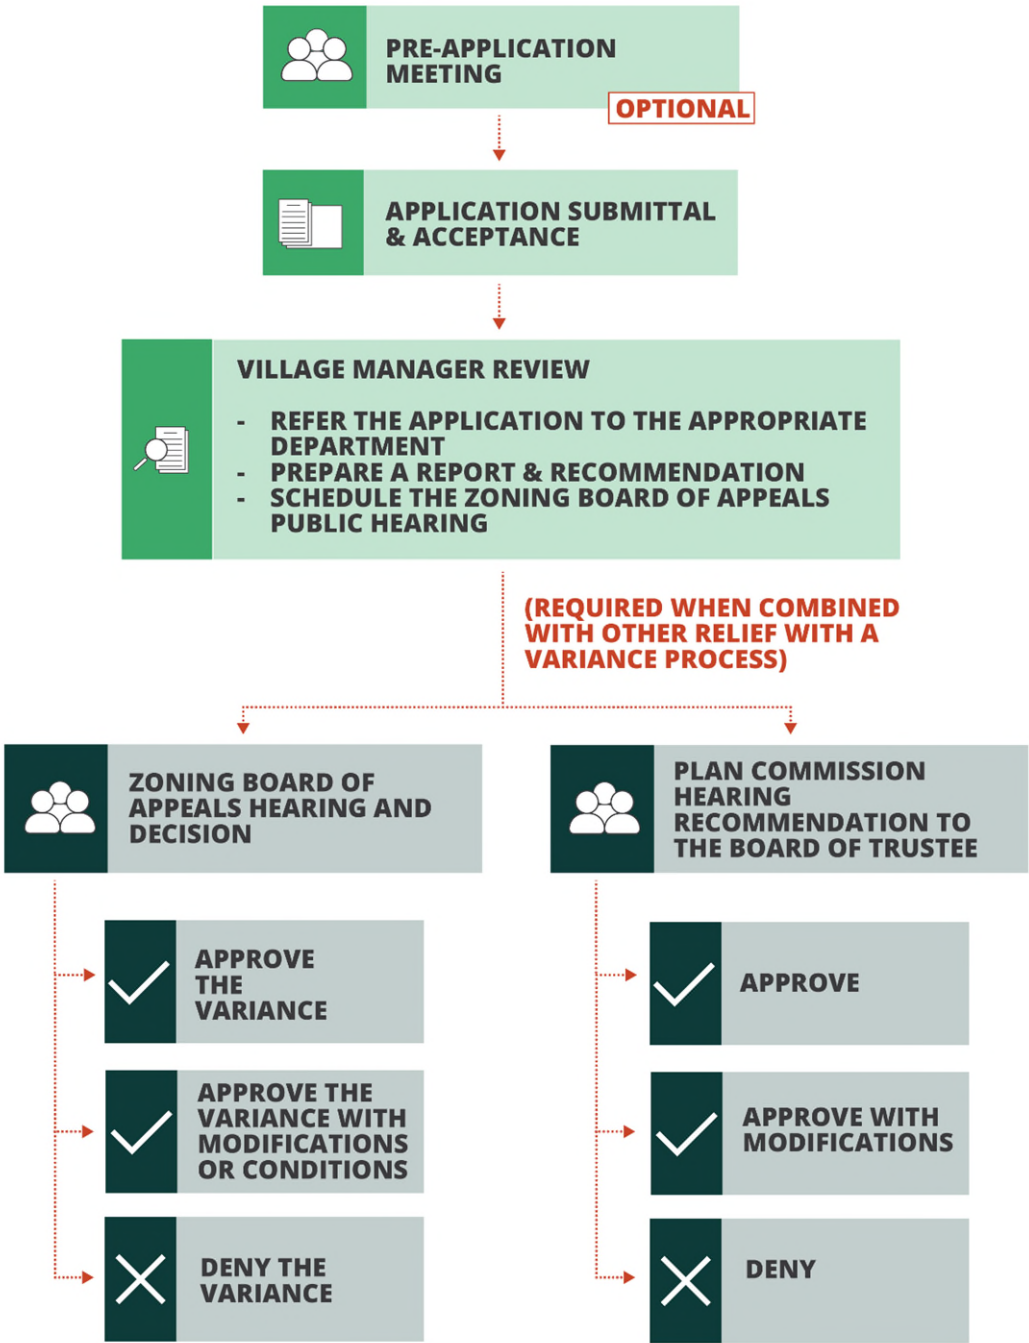 PRE-APPLICATION
MEETING
OPTIONAL
APPLICATION SUBMITTAL
& ACCEPTANCE
VILLAGE MANAGER REVIEW
- REFER THE APPLICATION TO THE APPROPRIATE
DEPARTMENT
- PREPARE A REPORT & RECOMMENDATION
- SCHEDULE THE ZONING BOARD OF APPEALS
PUBLIC HEARING
(REQUIRED WHEN COMBINED
WITH OTHER RELIEF WITH A
VARIANCE PROCESS)
ZONING BOARD OF
APPEALS HEARING AND
DECISION
APPROVE
THE
VARIANCE
APPROVE THE
VARIANCE WITH
MODIFICATIONS
OR CONDITIONS
DENY THE
VARIANCE
PLAN COMMISSION
HEARING
RECOMMENDATION TO
THE BOARD OF TRUSTEE
APPROVE
APPROVE WITH
MODIFICATIONS
DENY